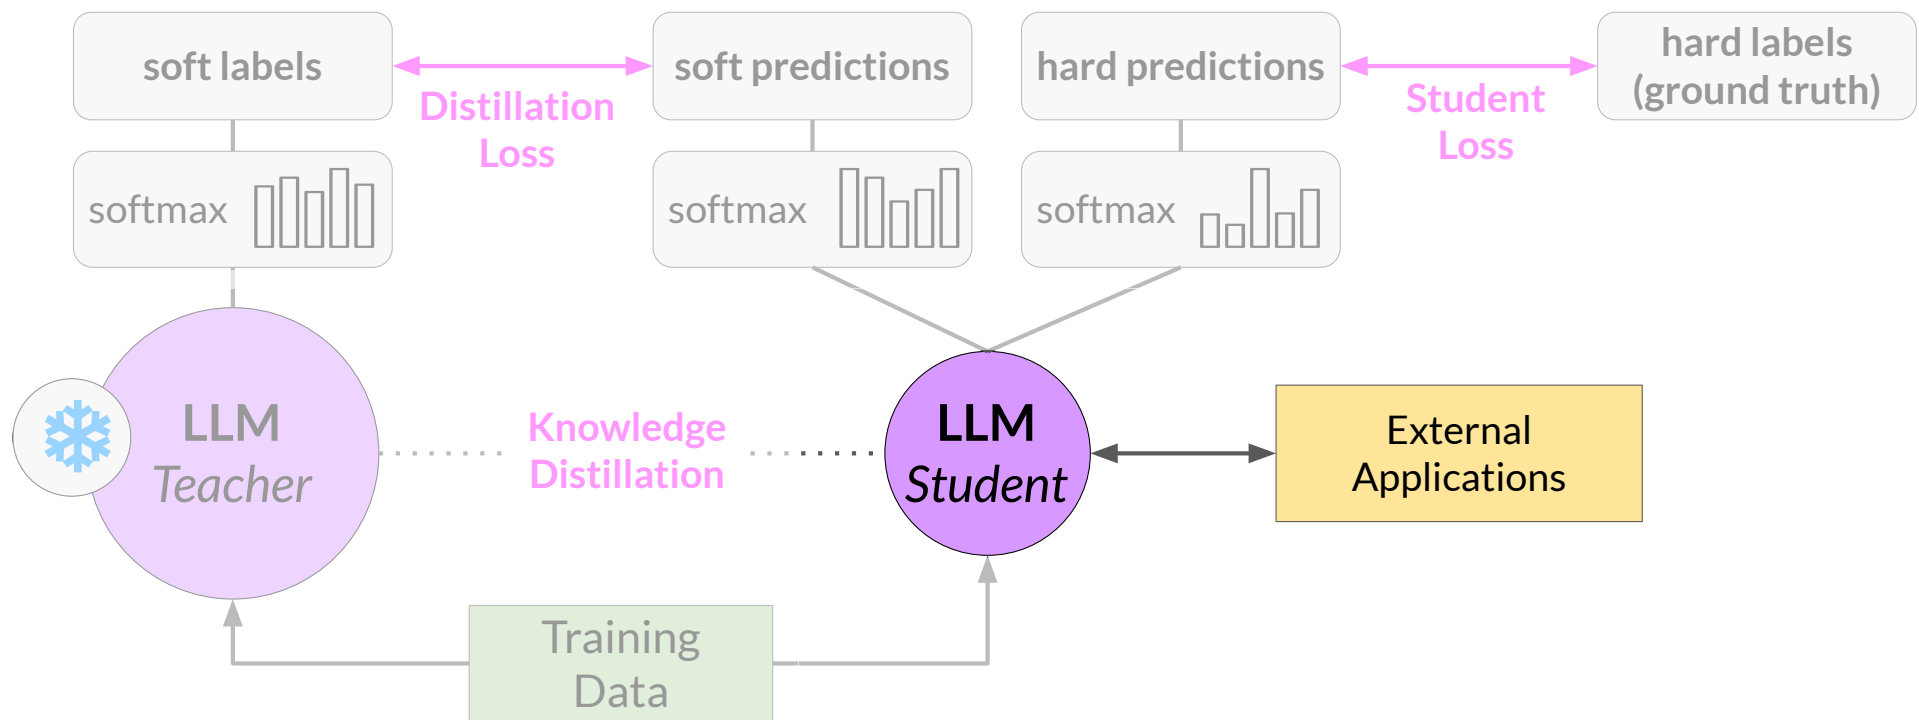 soft labels
soft predictions
hard predictions
hard labels
(ground truth)
Distillation
Loss
Student
Loss
softmax
softmax
softmax
LLM
Teacher
Knowledge
Distillation
LLM
Student
External
Applications
Training
Data